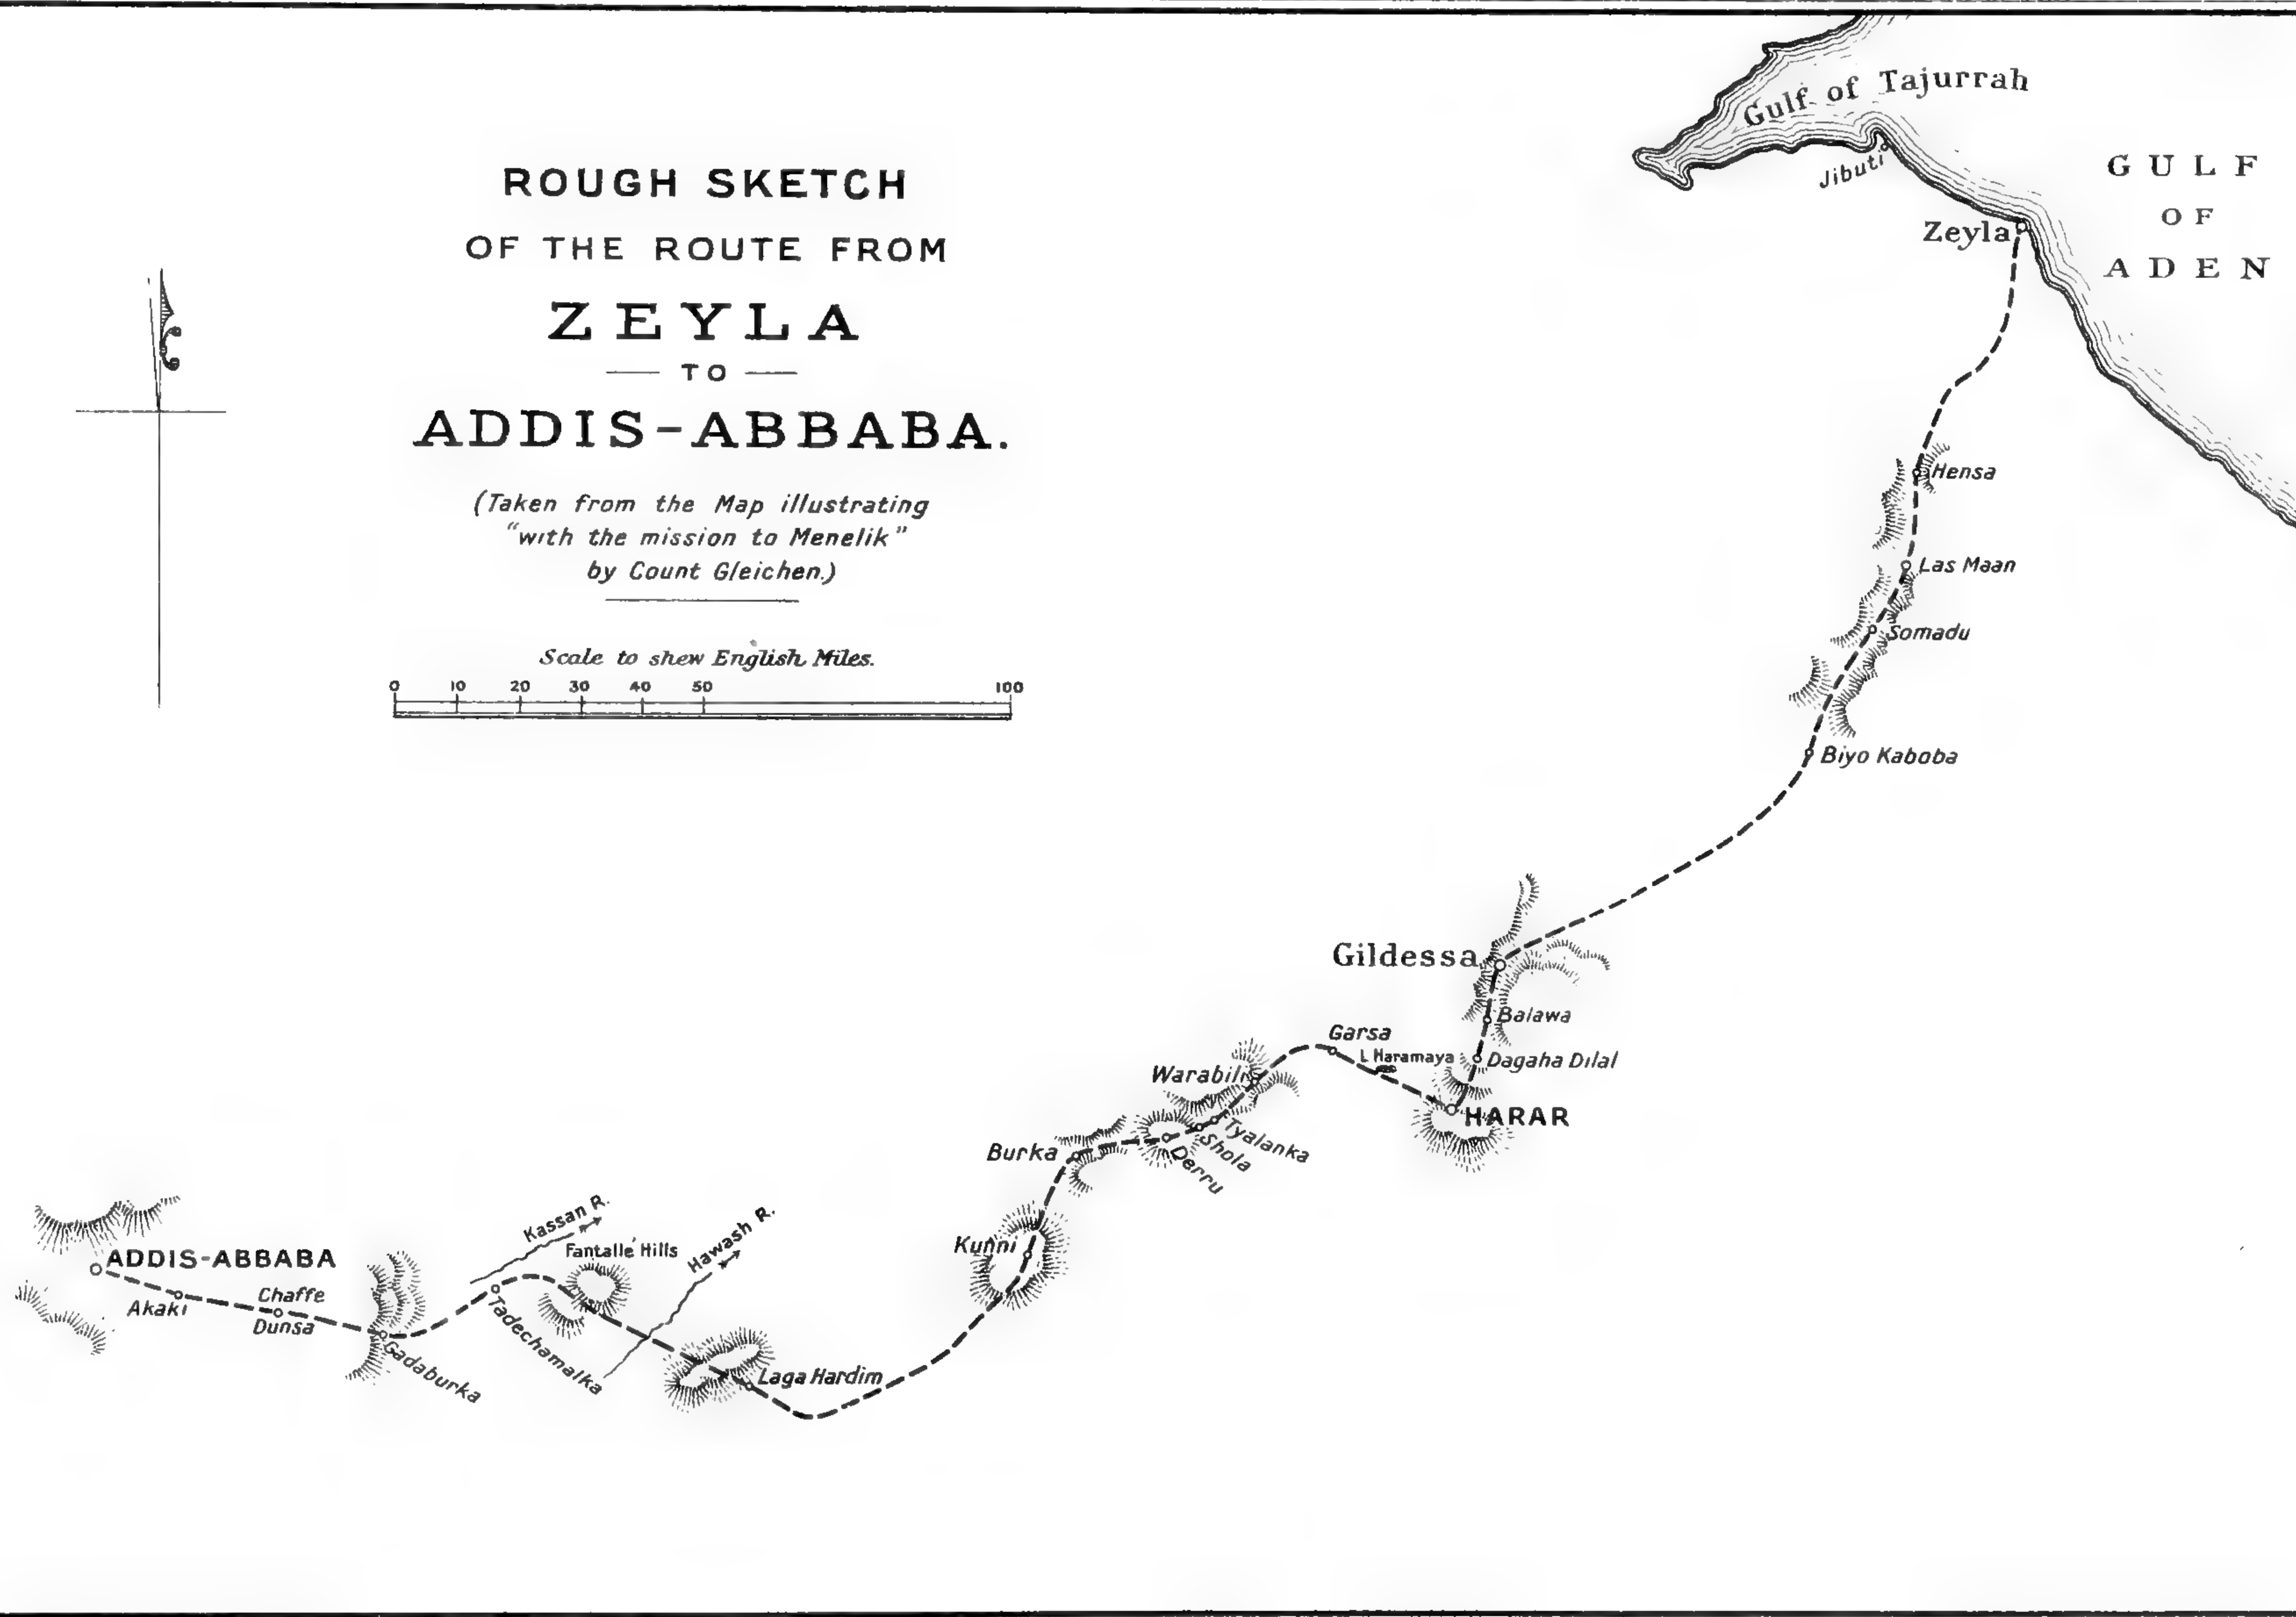 ROUGH SKETCH
OF THE ROUTE FROM
ZEYLA
TO
ADDIS-ABBABA.
(Taken from the Map illustrating
"with the mission to Menelik"
by Count Gleichen.)
Scale to shew English Miles.
0 10 20 30 40 50 100
Gulf of Tajurrah
Jibuti
GULF
OF
ADEN
Zeyla
Hensa
Las Maan
Somadu
Biyo Kaboba
Gildessa
Balawa
Dagaha Dilal
HARAR
L Haramaya
Garsa
Warabili
Tyalanka
Shola
Derru
Burka
Kunni
Laga Hardim
Hawash R.
Fantalle Hills
Kassan R.
Tadechamalka
Gadaburka
Chaffe
Dunsa
Akaki
ADDIS-ABBABA